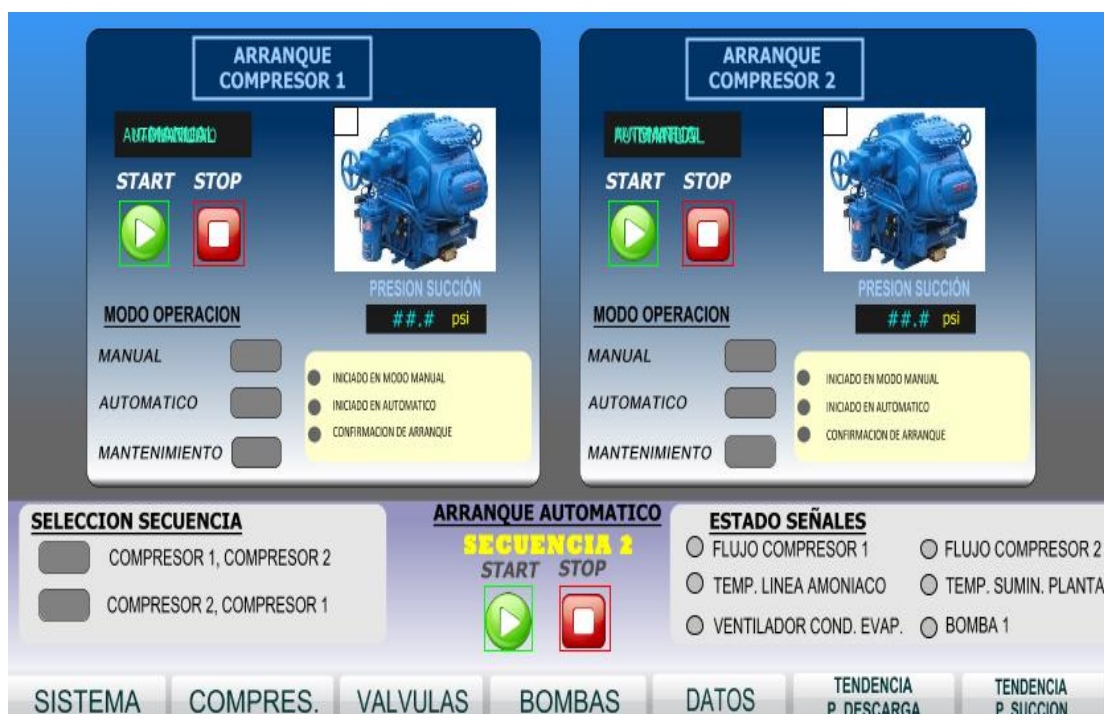 ARRANQUE
COMPRESOR 1
START STOP
PRESION SUCCIÓN
##.# psi
MODO OPERACION
MANUAL
AUTOMATICO
MANTENIMIENTO
INICIADO EN MODO MANUAL
INICIADO EN AUTOMATICO
CONFIRMACION DE ARRANQUE
ARRANQUE
COMPRESOR 2
START STOP
PRESION SUCCIÓN
##.# psi
MODO OPERACION
MANUAL
AUTOMATICO
MANTENIMIENTO
INICIADO EN MODO MANUAL
INICIADO EN AUTOMATICO
CONFIRMACION DE ARRANQUE
SELECCION SECUENCIA
COMPRESOR 1, COMPRESOR 2
COMPRESOR 2, COMPRESOR 1
ARRANQUE AUTOMATICO
SECUENCIA 2
START STOP
ESTADO SEÑALES
FLUJO COMPRESOR 1 FLUJO COMPRESOR 2
TEMP. LINEA AMONIACO TEMP. SUMIN. PLANTA
VENTILADOR COND. EVAP. BOMBA 1
SISTEMA COMPRES. VALVULAS BOMBAS DATOS
TENDENCIA
P. DESCARGA
TENDENCIA
P. SUCCION